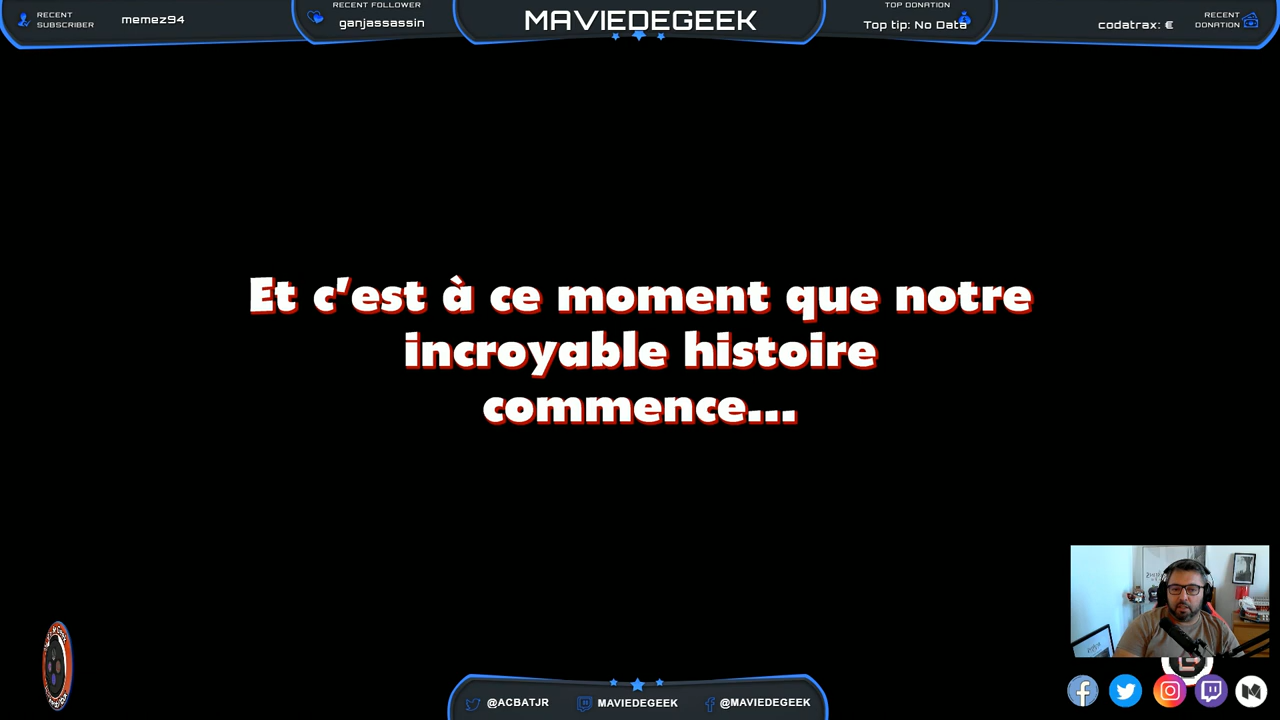 RECENT
SUBSCRIBER
memez94
RECENT FOLLOWER
ganjassassin
MAVIEDEGEEK
TOP DONATION
Top tip: No Data
codatrax: €
RECENT
DONATION
Et c’est à ce moment que notre
incroyable histoire
commence...
@ACBATJR
MAVIEDEGEEK
@MAVIEDEGEEK